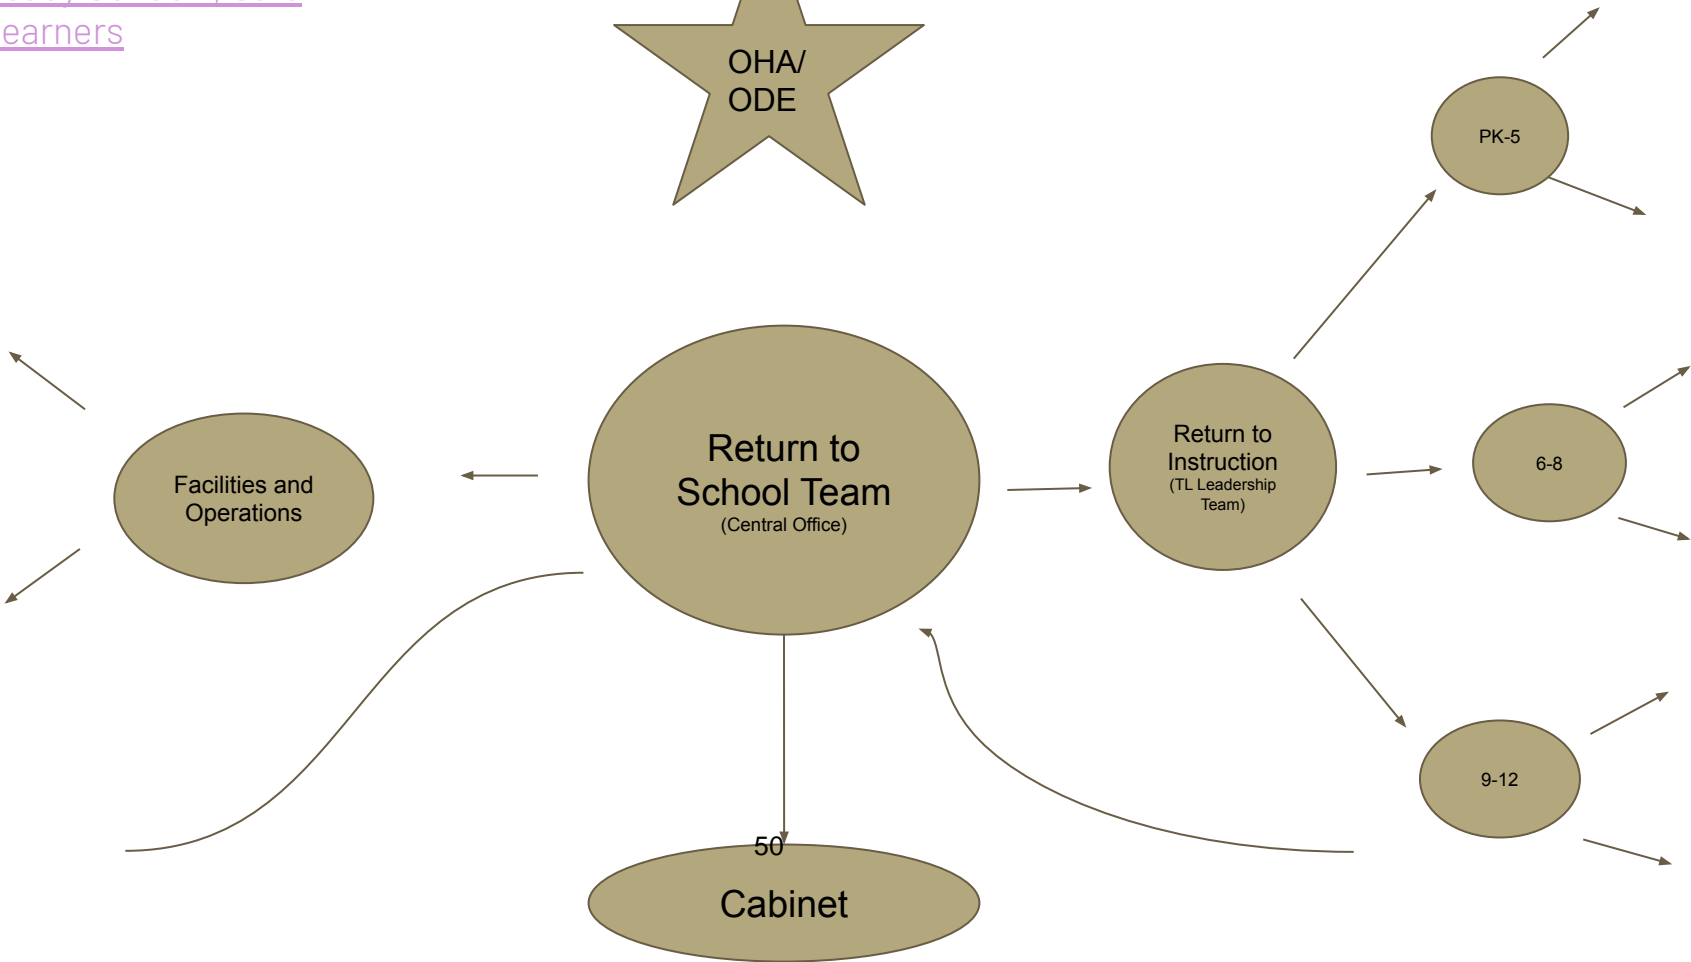 earners
OHA/
ODE
PK-5
Return to
School Team
(Central Office)
Return to
Instruction
(TL Leadership
Team)
6-8
Facilities and
Operations
9-12
50
Cabinet